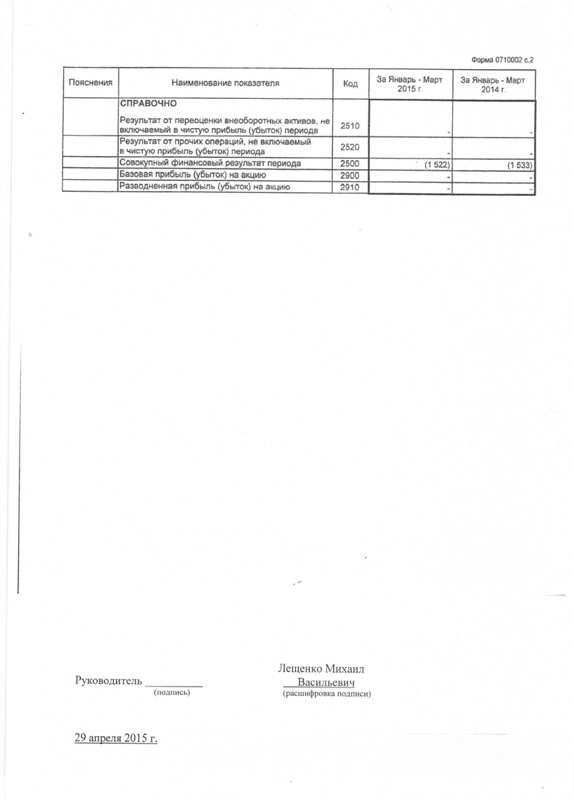 Форма 0710002 с.2
Пояснения Наименование показателя Код За Январь - Март 2015 г. За Январь - Март 2014 г.
СПРАВОЧНО
Результат от переоценки внеоборотных активов, не
включаемый в чистую прибыль (убыток) периода 2510 - -
Результат от прочих операций, не включаемый
в чистую прибыль (убыток) периода 2520 - -
Совокупный финансовый результат периода 2500 (1 522) (1 533)
Базовая прибыль (убыток) на акцию 2900 - -
Разводненная прибыль (убыток) на акцию 2910 - -
Лещенко Михаил
Руководитель Васильевич
(подпись) (расшифровка подписи)
29 апреля 2015 г.